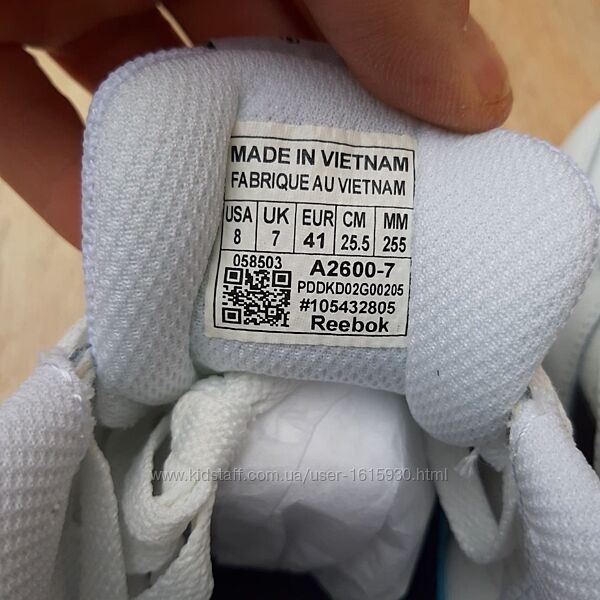 MADE IN VIETNAM
FABRIQUE AU VIETNAM
USA UK EUR CM MM
8 7 41 25.5 255
058503 A2600-7
PDDKD02G00205
#105432805
Reebok
www.kidstaff.com.ua/user-1615930.html